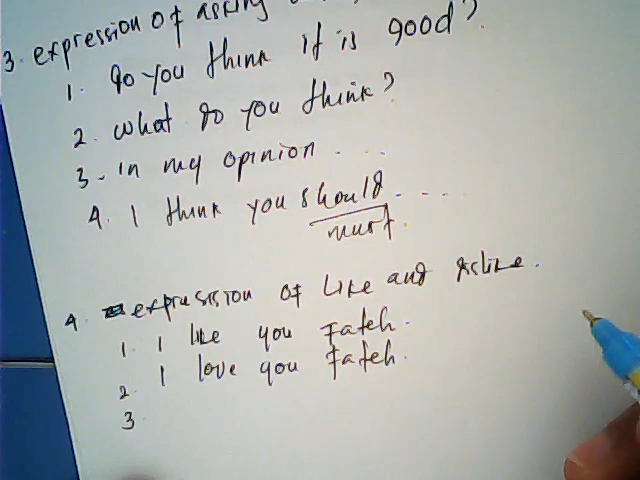 3. expression of asking
1. do you think it is good?
2. what do you think?
3. in my opinion . . .
4. I think you should . . .
must.
4. expression of Like and dislike.
1. I like you Fateh.
2. I love you Fateh.
3